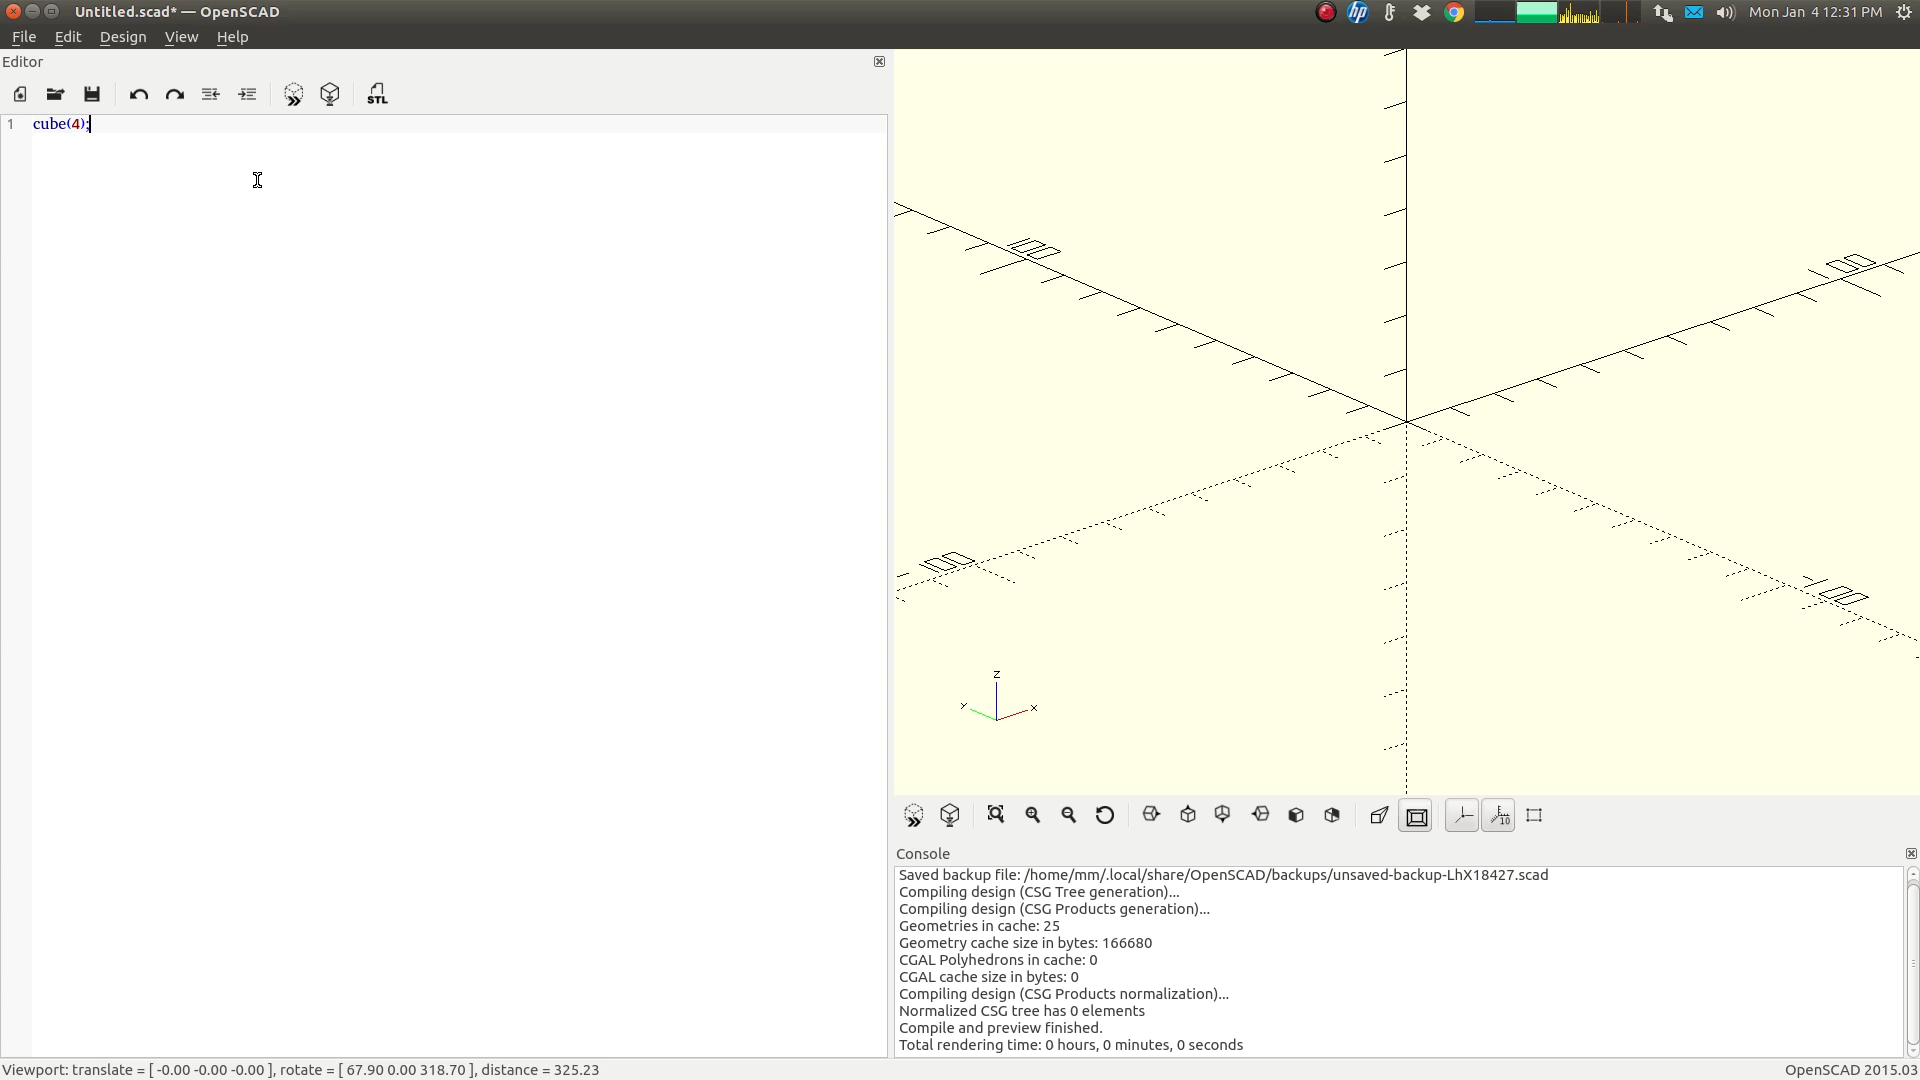 Untitled.scad* — OpenSCAD
Mon Jan 4 12:31 PM
File Edit Design View Help
Editor
STL
1 cube(4);
100
100
100
100
Z
Y
X
10
Console
Saved backup file: /home/mm/.local/share/OpenSCAD/backups/unsaved-backup-LhX18427.scad
Compiling design (CSG Tree generation)...
Compiling design (CSG Products generation)...
Geometries in cache: 25
Geometry cache size in bytes: 166680
CGAL Polyhedrons in cache: 0
CGAL cache size in bytes: 0
Compiling design (CSG Products normalization)...
Normalized CSG tree has 0 elements
Compile and preview finished.
Total rendering time: 0 hours, 0 minutes, 0 seconds
Viewport: translate = [ -0.00 -0.00 -0.00 ], rotate = [ 67.90 0.00 318.70 ], distance = 325.23
OpenSCAD 2015.03